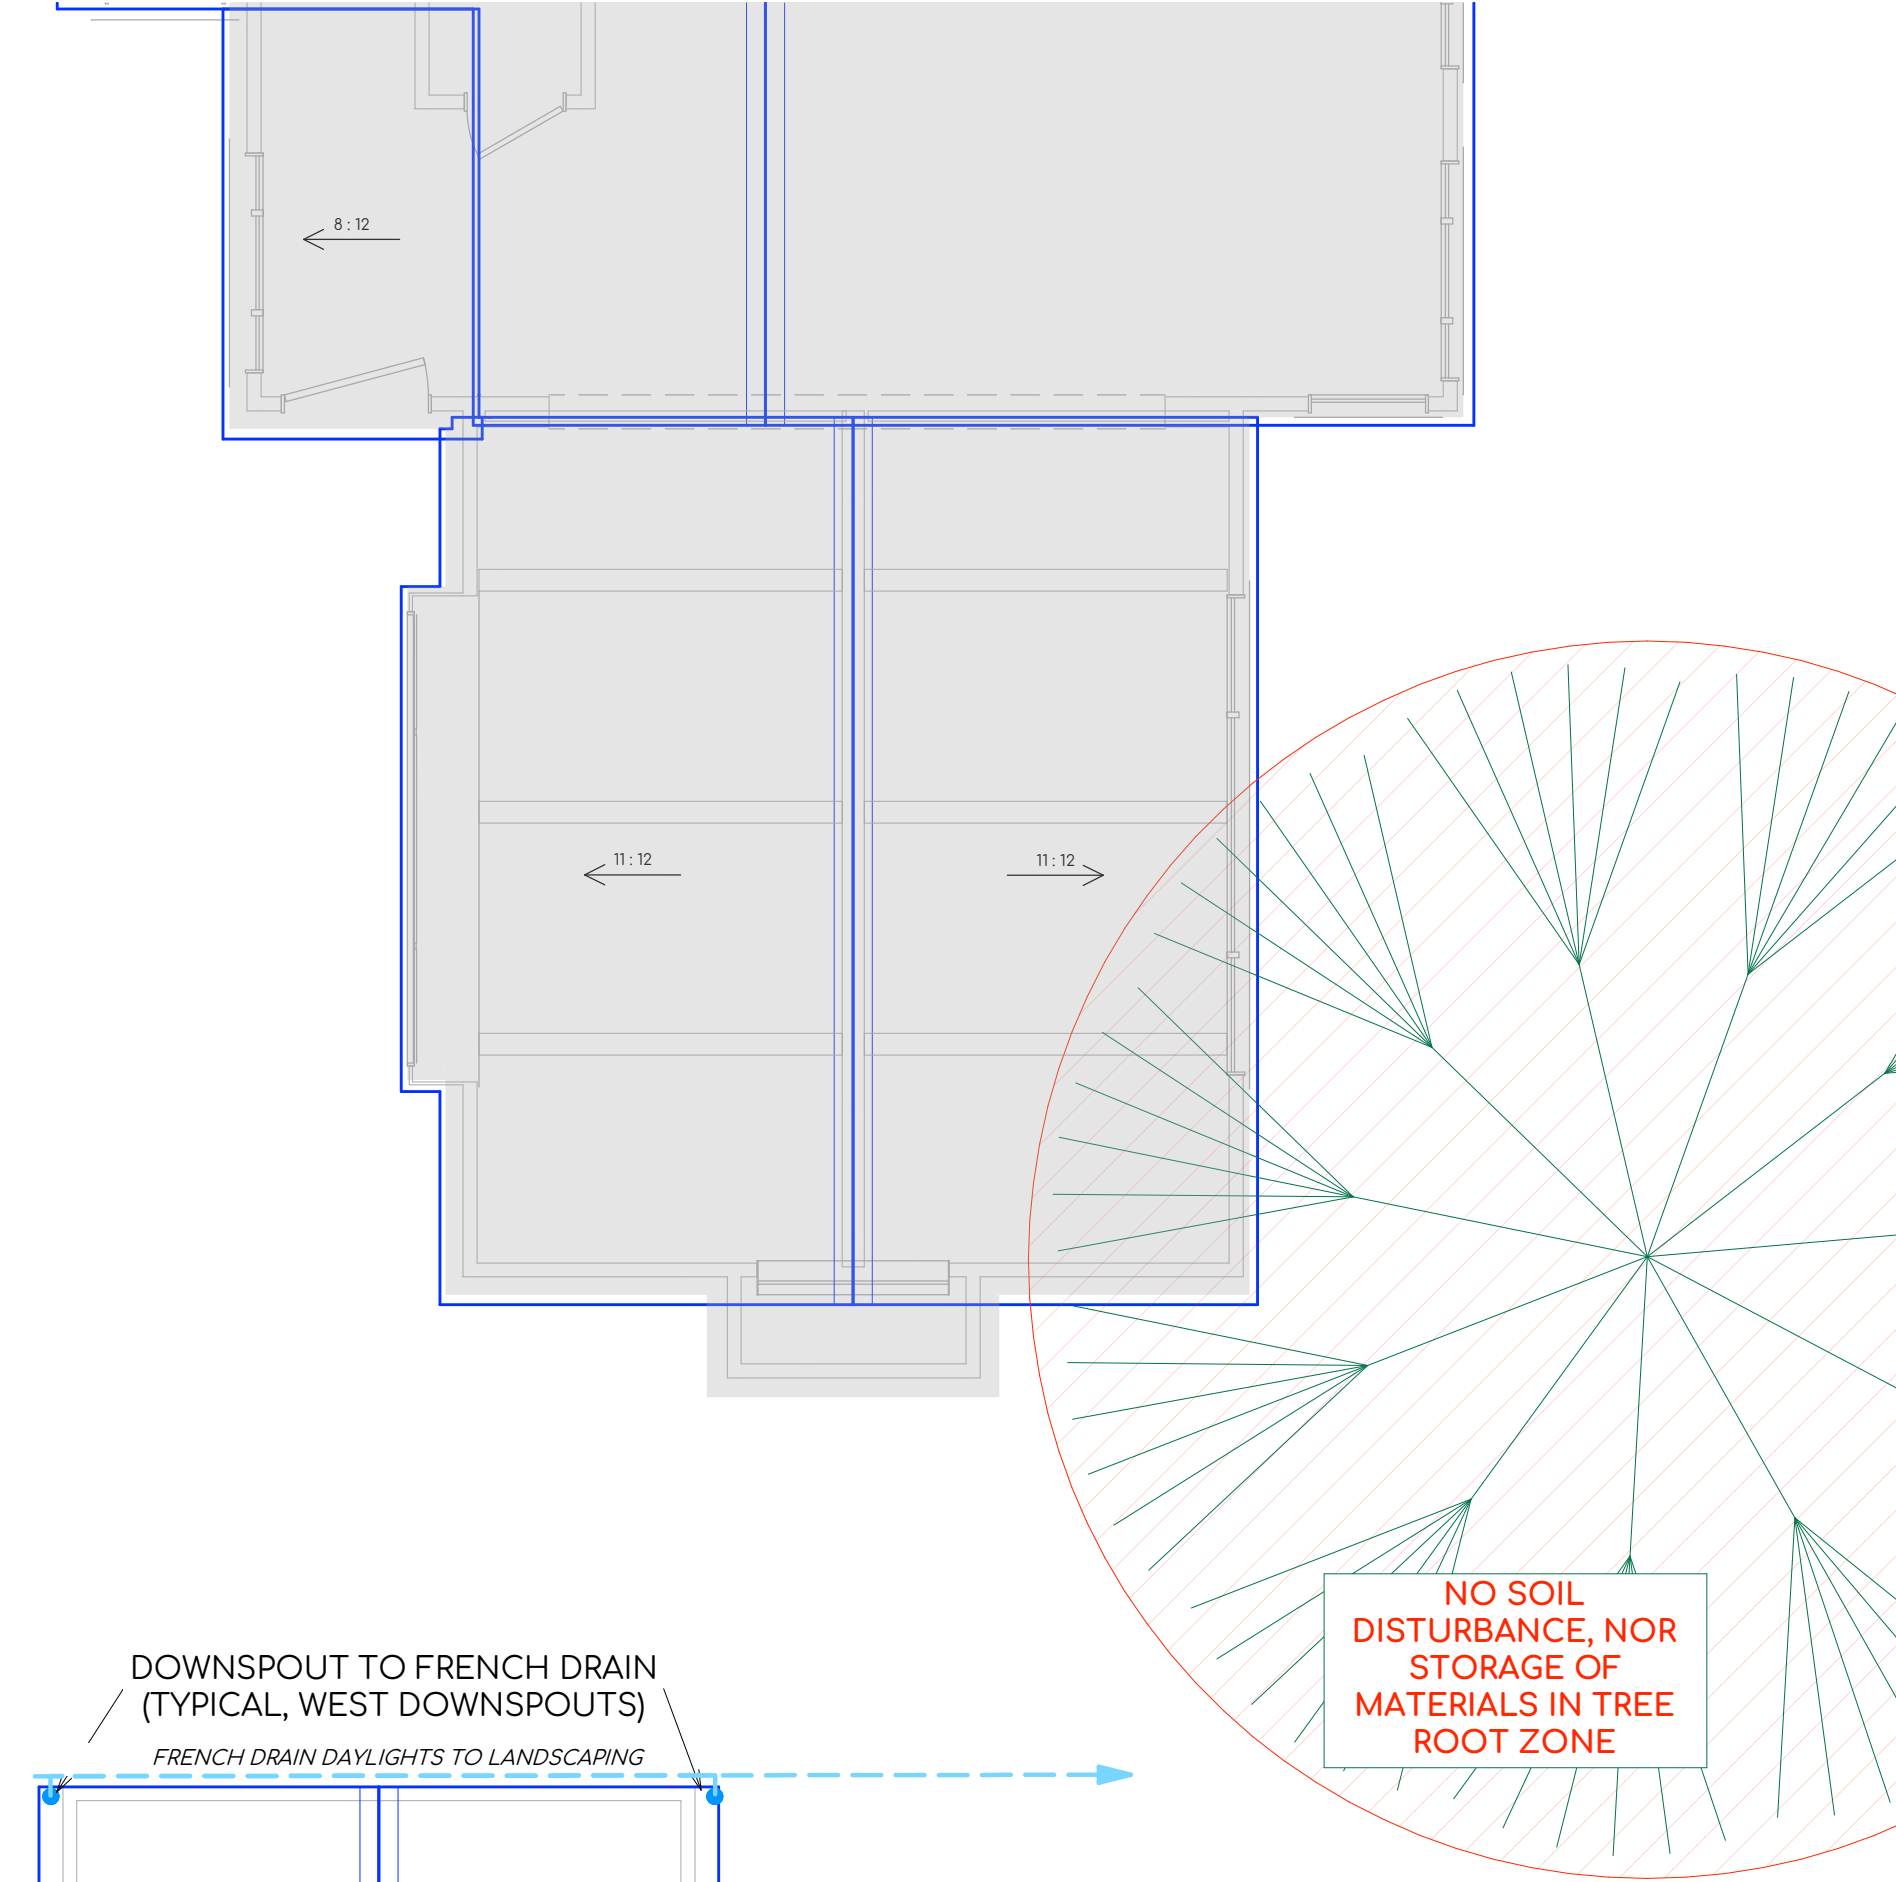 8 : 12
11 : 12
11 : 12
NO SOIL
DISTURBANCE, NOR
STORAGE OF
MATERIALS IN TREE
ROOT ZONE
DOWNSPOUT TO FRENCH DRAIN
(TYPICAL, WEST DOWNSPOUTS)
FRENCH DRAIN DAYLIGHTS TO LANDSCAPING